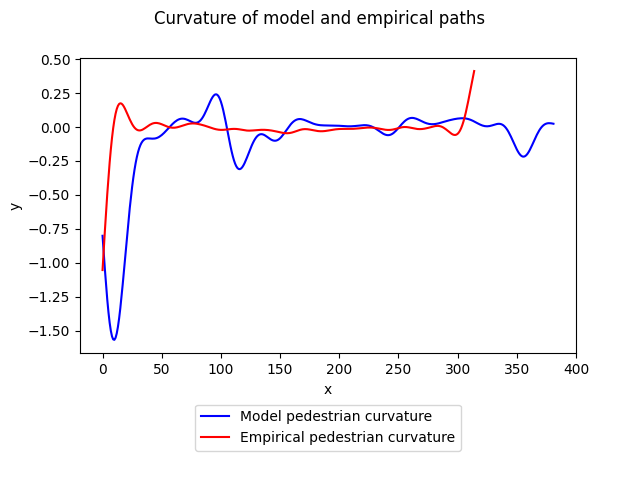 Curvature of model and empirical paths
0.50
0.25
0.00
−0.25
−0.50
−0.75
−1.00
−1.25
−1.50
y
0 50 100 150 200 250 300 350 400
x
Model pedestrian curvature
Empirical pedestrian curvature